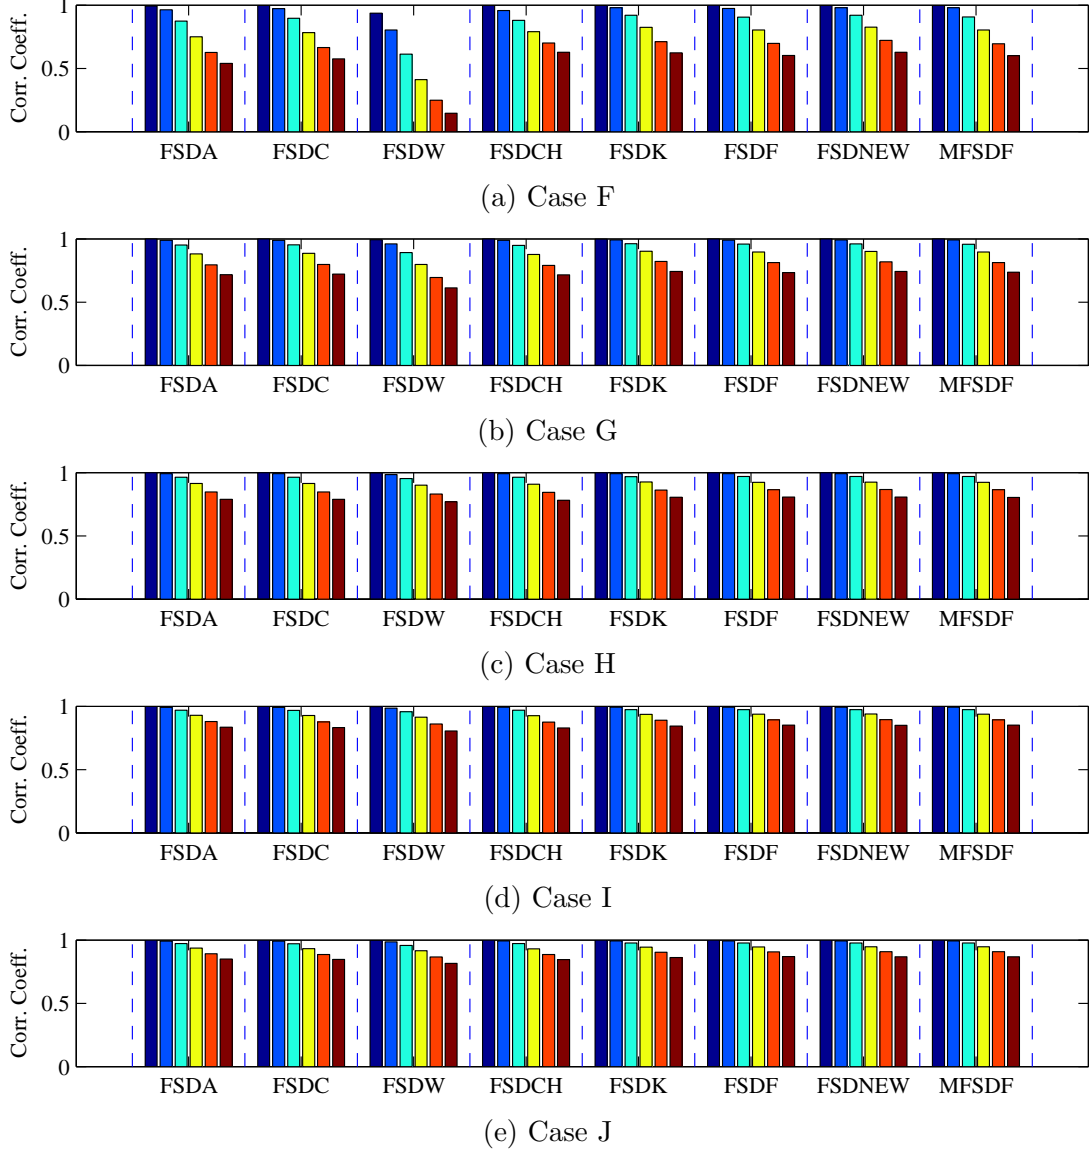 1
0.5
0
Corr. Coeff.
FSDA FSDC FSDW FSDCH FSDK FSDF FSDNEW MFSDF
(a) Case F
1
0.5
0
Corr. Coeff.
FSDA FSDC FSDW FSDCH FSDK FSDF FSDNEW MFSDF
(b) Case G
1
0.5
0
Corr. Coeff.
FSDA FSDC FSDW FSDCH FSDK FSDF FSDNEW MFSDF
(c) Case H
1
0.5
0
Corr. Coeff.
FSDA FSDC FSDW FSDCH FSDK FSDF FSDNEW MFSDF
(d) Case I
1
0.5
0
Corr. Coeff.
FSDA FSDC FSDW FSDCH FSDK FSDF FSDNEW MFSDF
(e) Case J